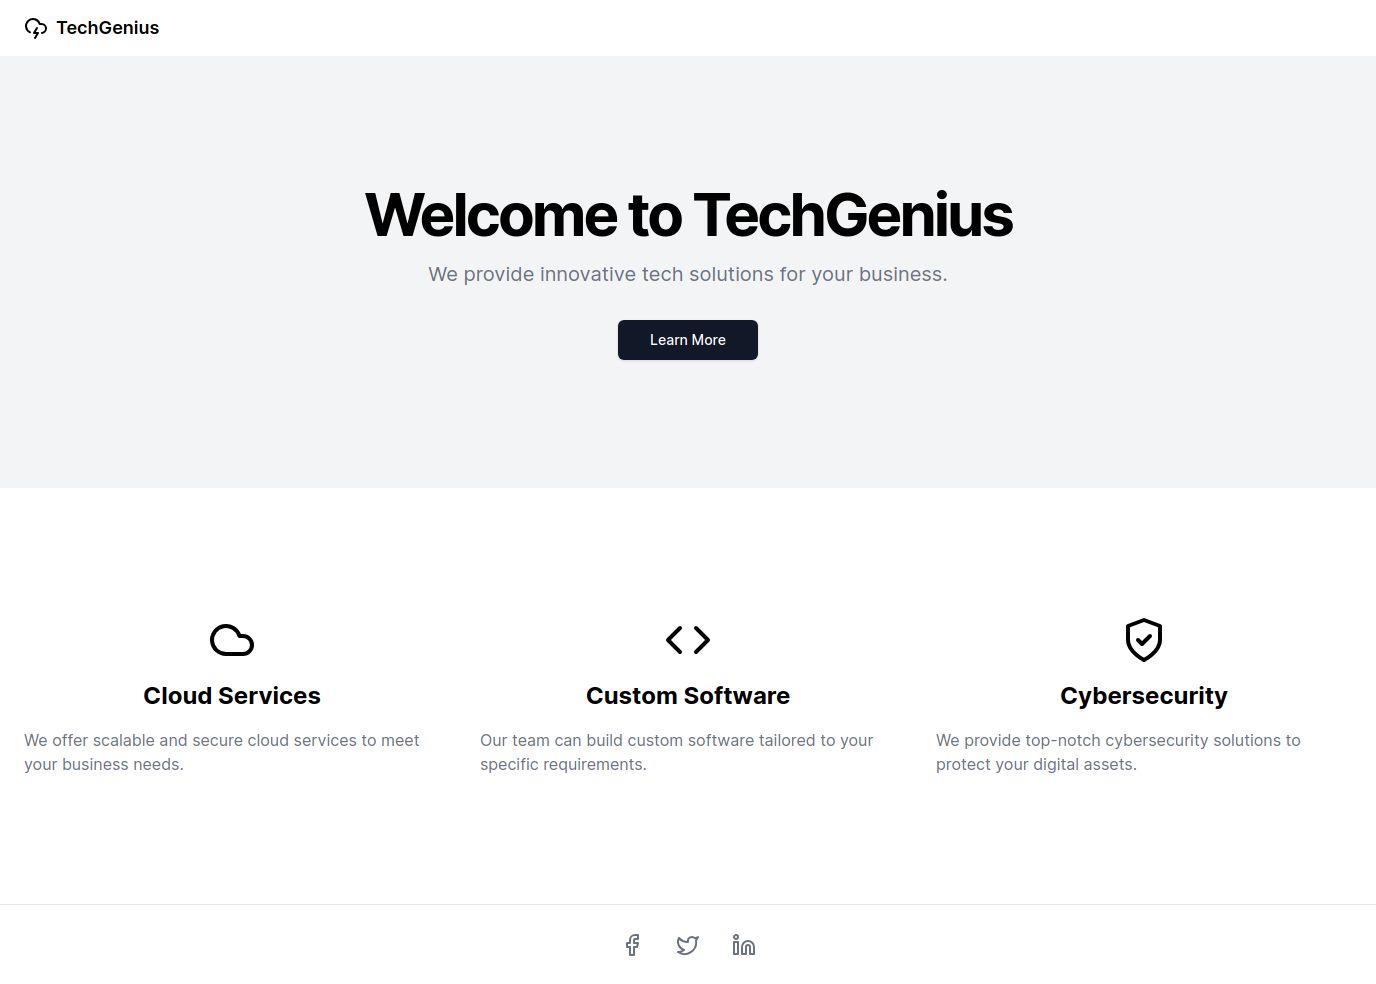 TechGenius
Welcome to TechGenius
We provide innovative tech solutions for your business.
Learn More
Cloud Services
We offer scalable and secure cloud services to meet
your business needs.
Custom Software
Our team can build custom software tailored to your
specific requirements.
Cybersecurity
We provide top-notch cybersecurity solutions to
protect your digital assets.